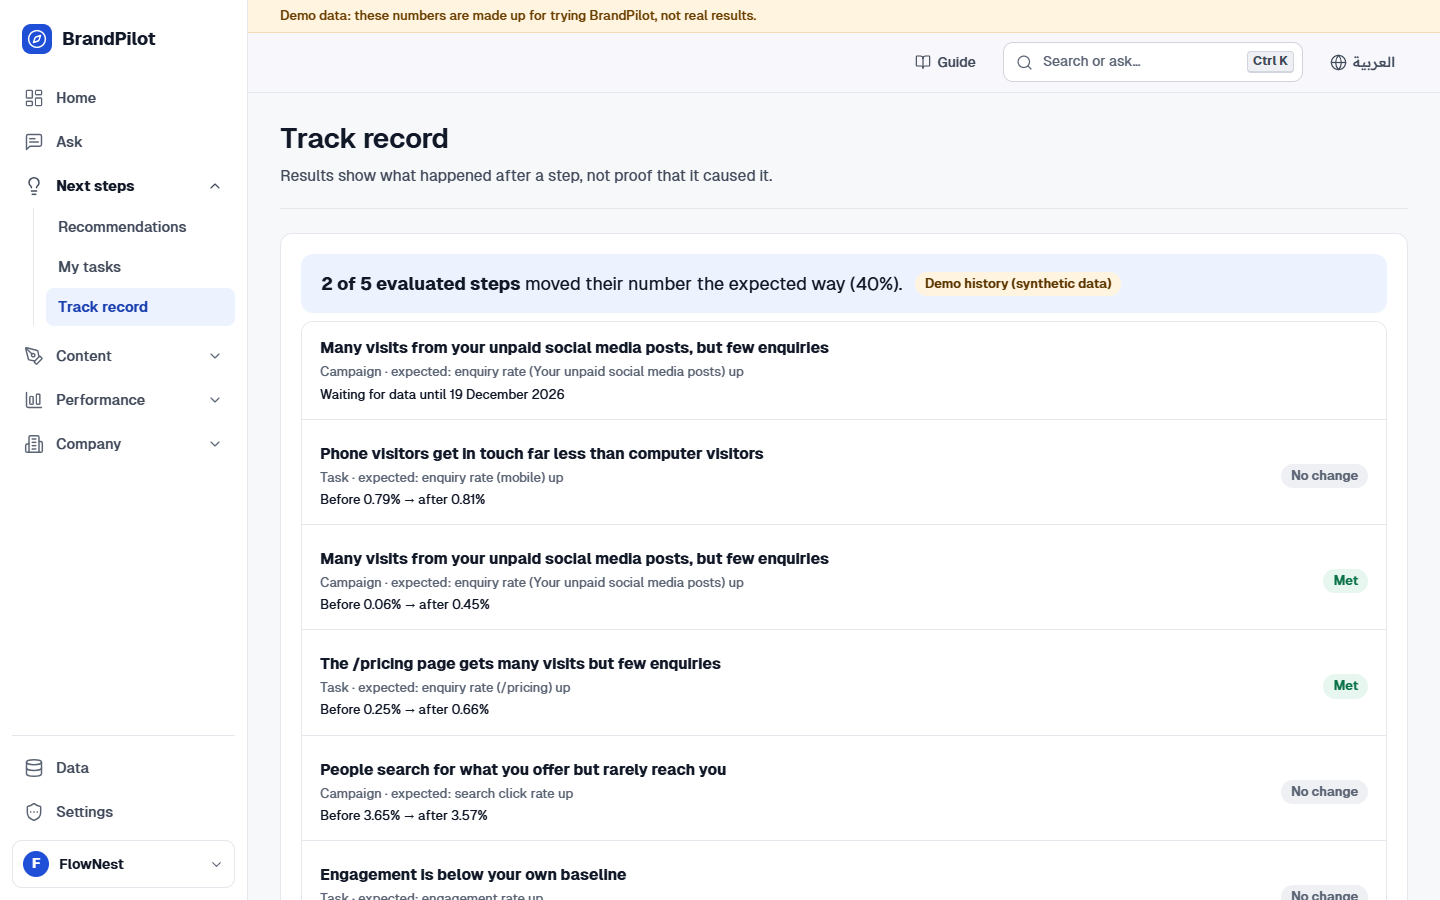 Demo data: these numbers are made up for trying BrandPilot, not real results.
BrandPilot
Guide
Search or ask...
Ctrl K
العربية
Home
Ask
Next steps
Recommendations
My tasks
Track record
Content
Performance
Company
Data
Settings
F FlowNest
Track record
Results show what happened after a step, not proof that it caused it.
2 of 5 evaluated steps moved their number the expected way (40%). Demo history (synthetic data)
Many visits from your unpaid social media posts, but few enquiries
Campaign · expected: enquiry rate (Your unpaid social media posts) up
Waiting for data until 19 December 2026
Phone visitors get in touch far less than computer visitors
Task · expected: enquiry rate (mobile) up
Before 0.79% → after 0.81%
No change
Many visits from your unpaid social media posts, but few enquiries
Campaign · expected: enquiry rate (Your unpaid social media posts) up
Before 0.06% → after 0.45%
Met
The /pricing page gets many visits but few enquiries
Task · expected: enquiry rate (/pricing) up
Before 0.25% → after 0.66%
Met
People search for what you offer but rarely reach you
Campaign · expected: search click rate up
Before 3.65% → after 3.57%
No change
Engagement is below your own baseline
Task · expected: engagement rate up
No change